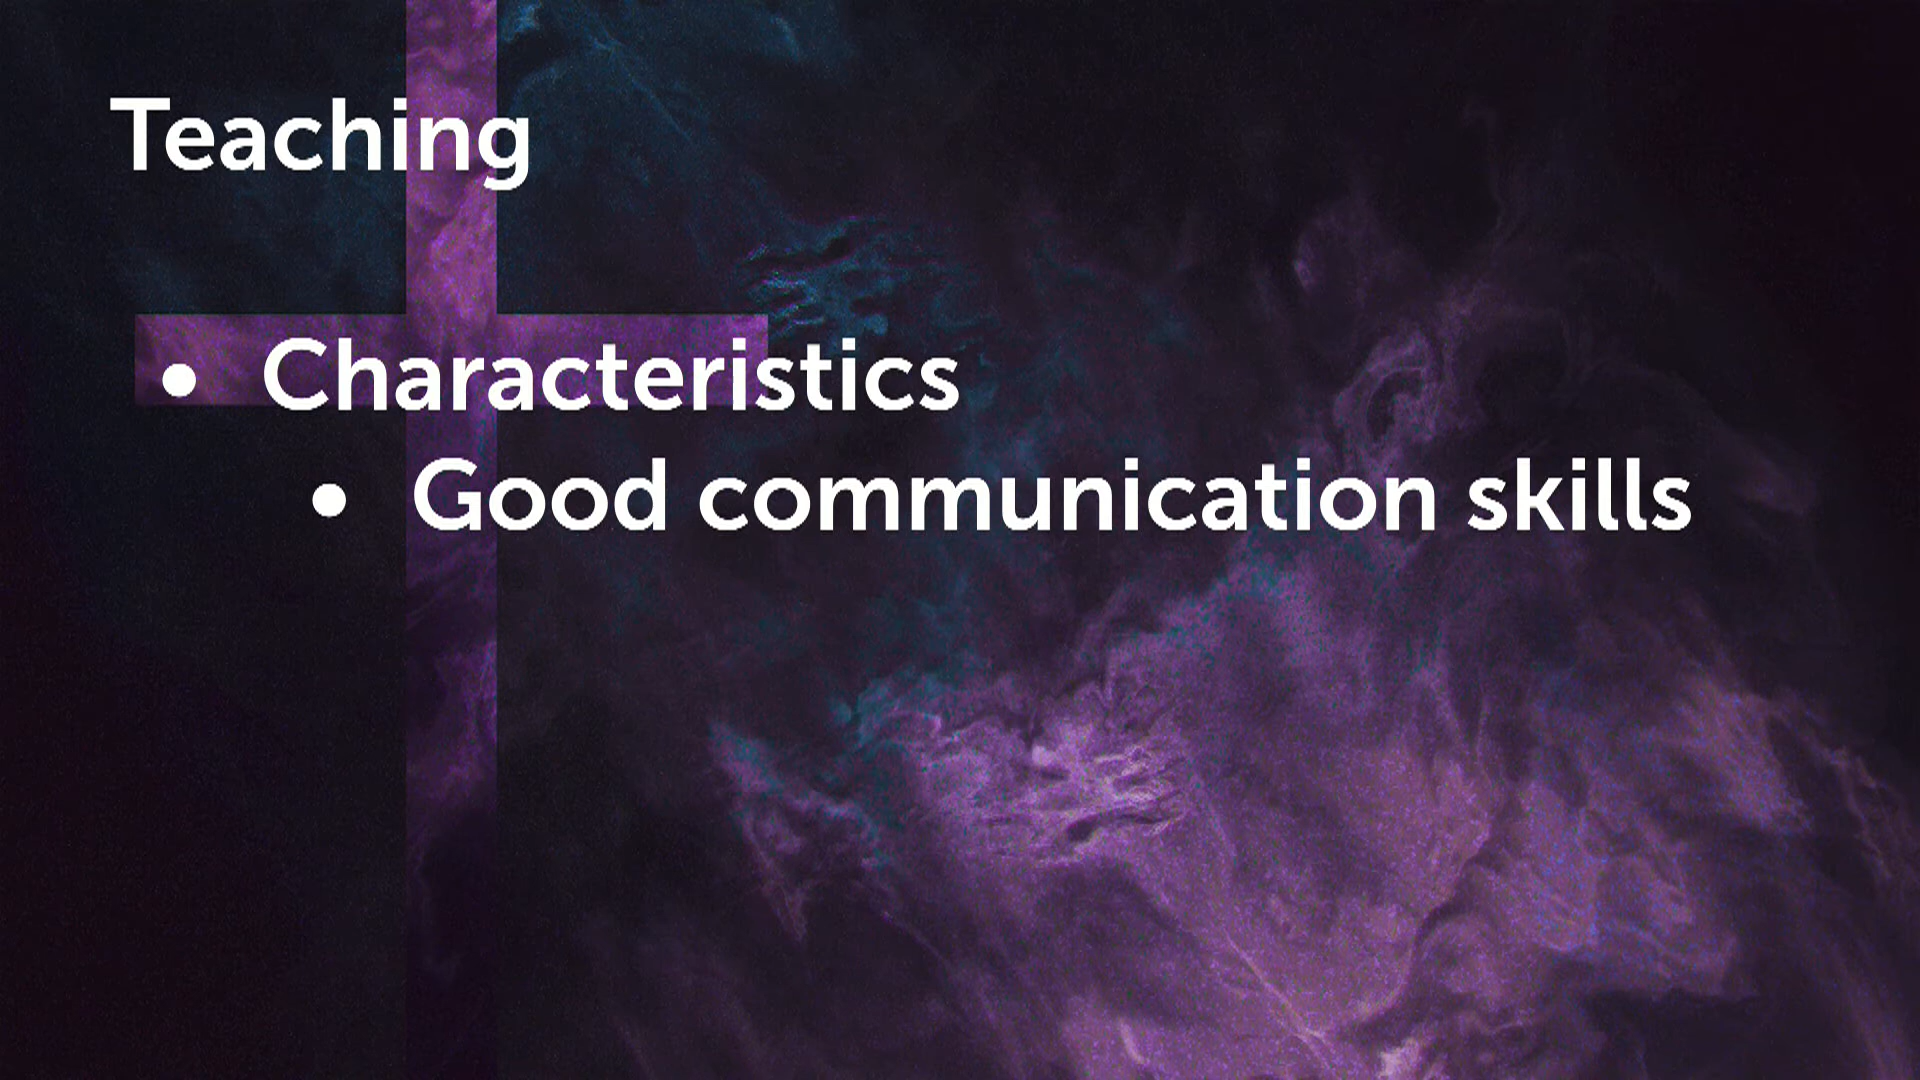 Teaching
• Characteristics
• Good communication skills